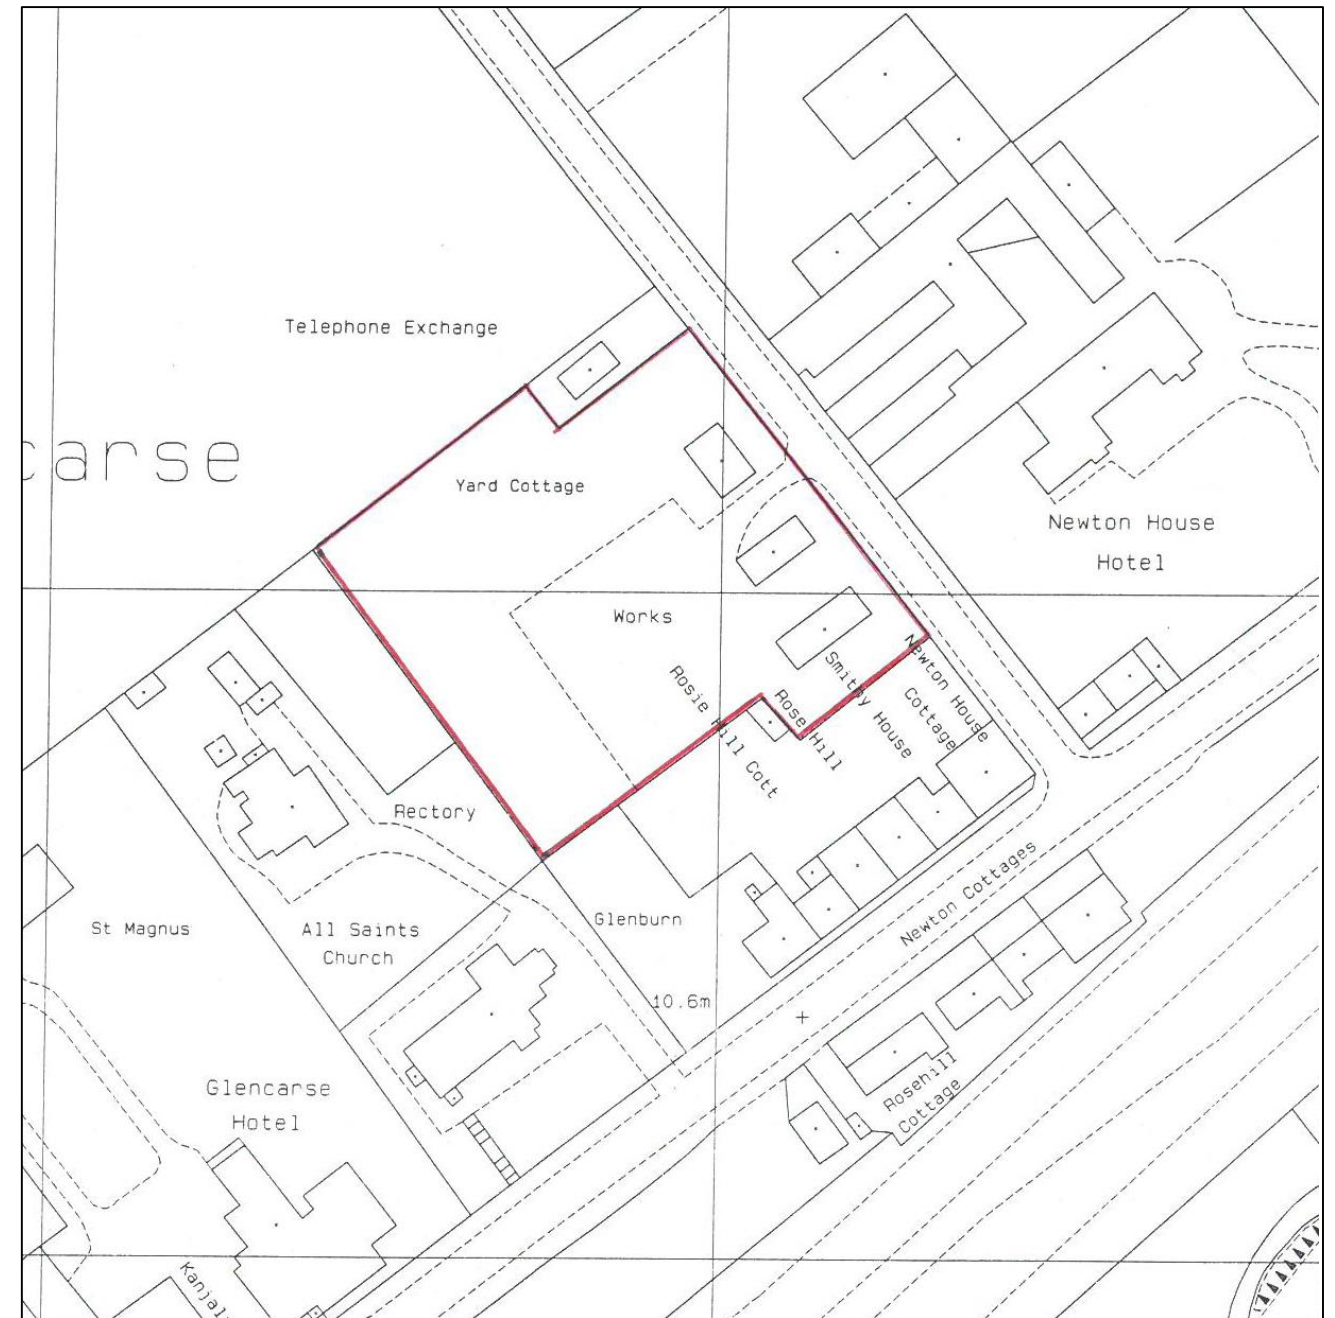 Telephone Exchange
carse
Yard Cottage
Newton House
Hotel
Works
Newton House
Cottage
Smithy House
Rose Hill
Rosie Hill Cott
Rectory
Newton Cottages
Glenburn
St Magnus
All Saints
Church
10.6m
Rosehill
Cottage
Glencarse
Hotel